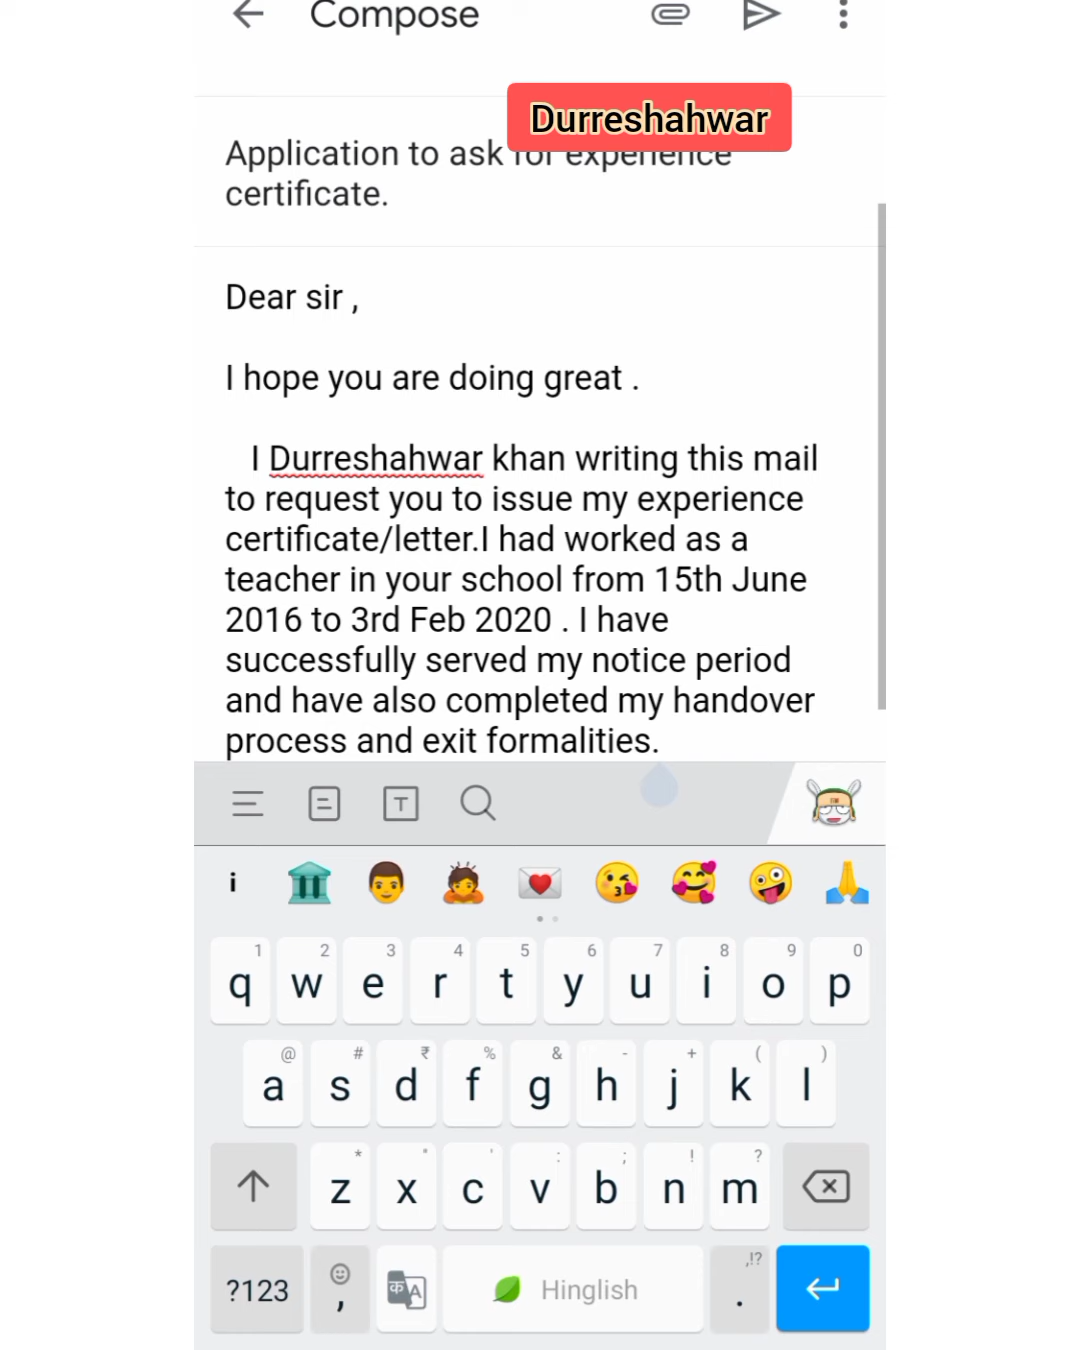 Compose
Durreshahwar
Application to ask for experience
certificate.
Dear sir ,
I hope you are doing great .
I Durreshahwar khan writing this mail
to request you to issue my experience
certificate/letter.I had worked as a
teacher in your school from 15th June
2016 to 3rd Feb 2020 . I have
successfully served my notice period
and have also completed my handover
process and exit formalities.
T
i
1 2 3 4 5 6 7 8 9 0
q w e r t y u i o p
@ # ₹ % & - + ( )
a s d f g h j k l
* " ' : ; ! ?
z x c v b n m
,!?
?123 , क A Hinglish .